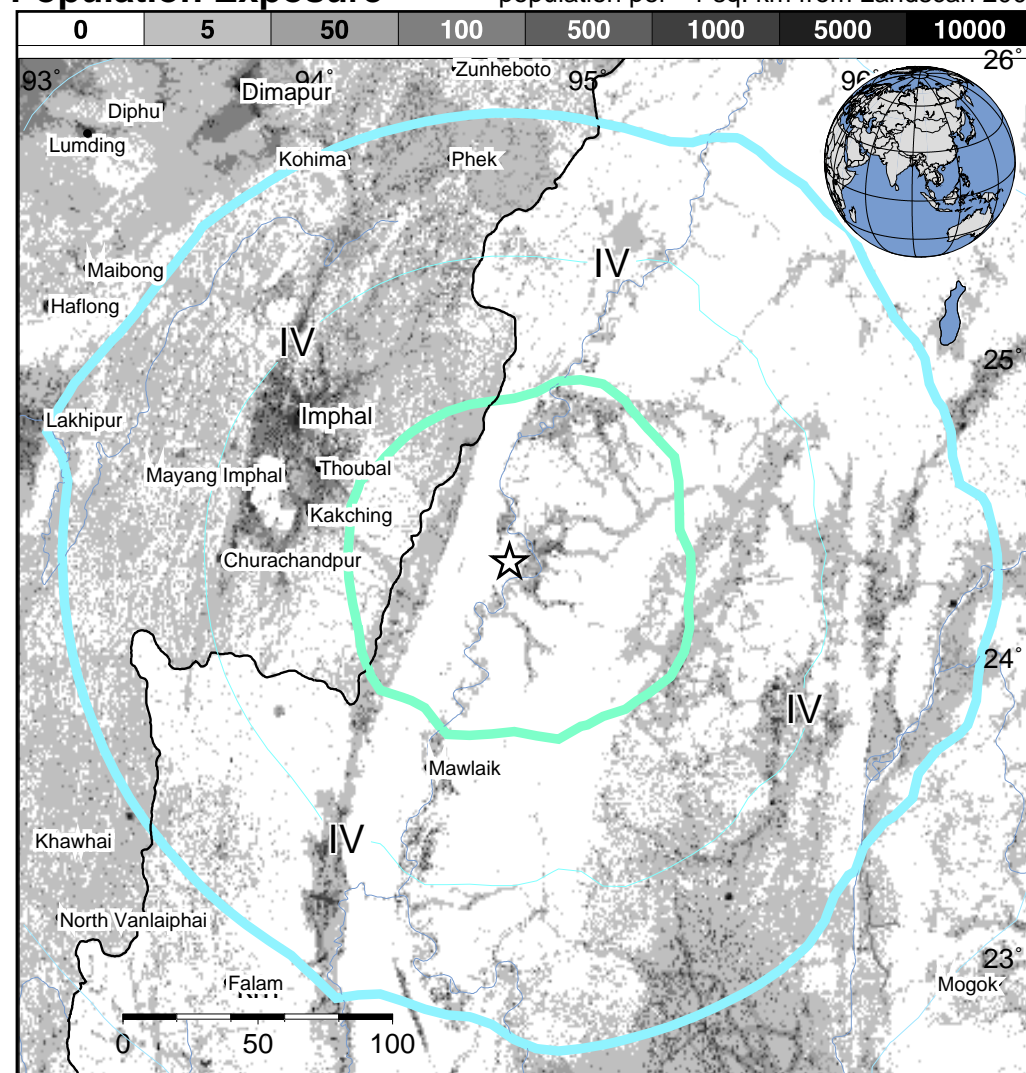 Population Exposure
population per ~1 sq. km from Landscan
0 5 50 100 500 1000 5000 10000
93° 94° 95° 96° 26°
Zunheboto
Dimapur
Diphu
Lumding
Kohima
Phek
IV
Maibong
Haflong
IV
25°
Lakhipur
Imphal
Mayang Imphal
Thoubal
Kakching
Churachandpur
24°
IV
Mawlaik
IV
Khawhai
North Vanlaiphai
23°
Falam
Mogok
km
0 50 100